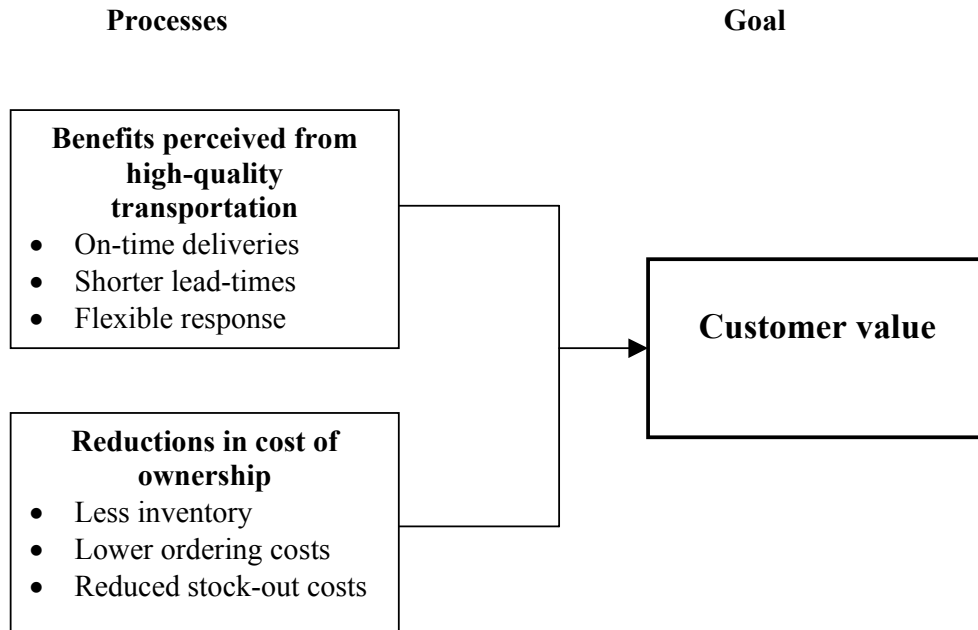 Processes
Goal
Benefits perceived from
high-quality
transportation
• On-time deliveries
• Shorter lead-times
• Flexible response
Customer value
Reductions in cost of
ownership
• Less inventory
• Lower ordering costs
• Reduced stock-out costs